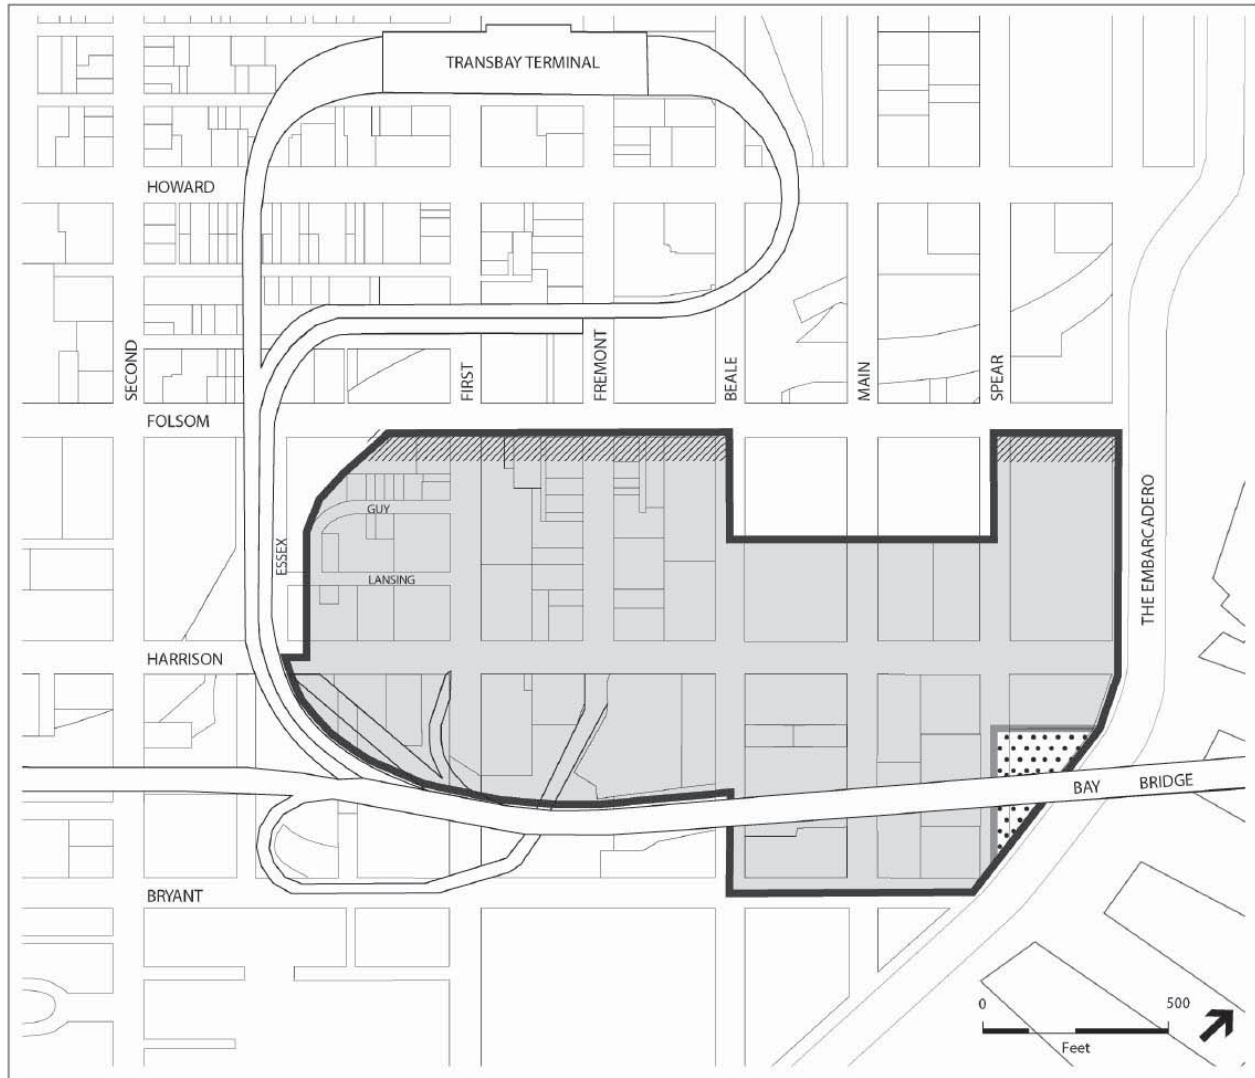 TRANSBAY TERMINAL
HOWARD
SECOND
FIRST
FREMONT
BEALE
MAIN
SPEAR
FOLSOM
GUY
THE EMBARCADERO
ESSEX
LANSING
HARRISON
BAY BRIDGE
BRYANT
0 500
Feet